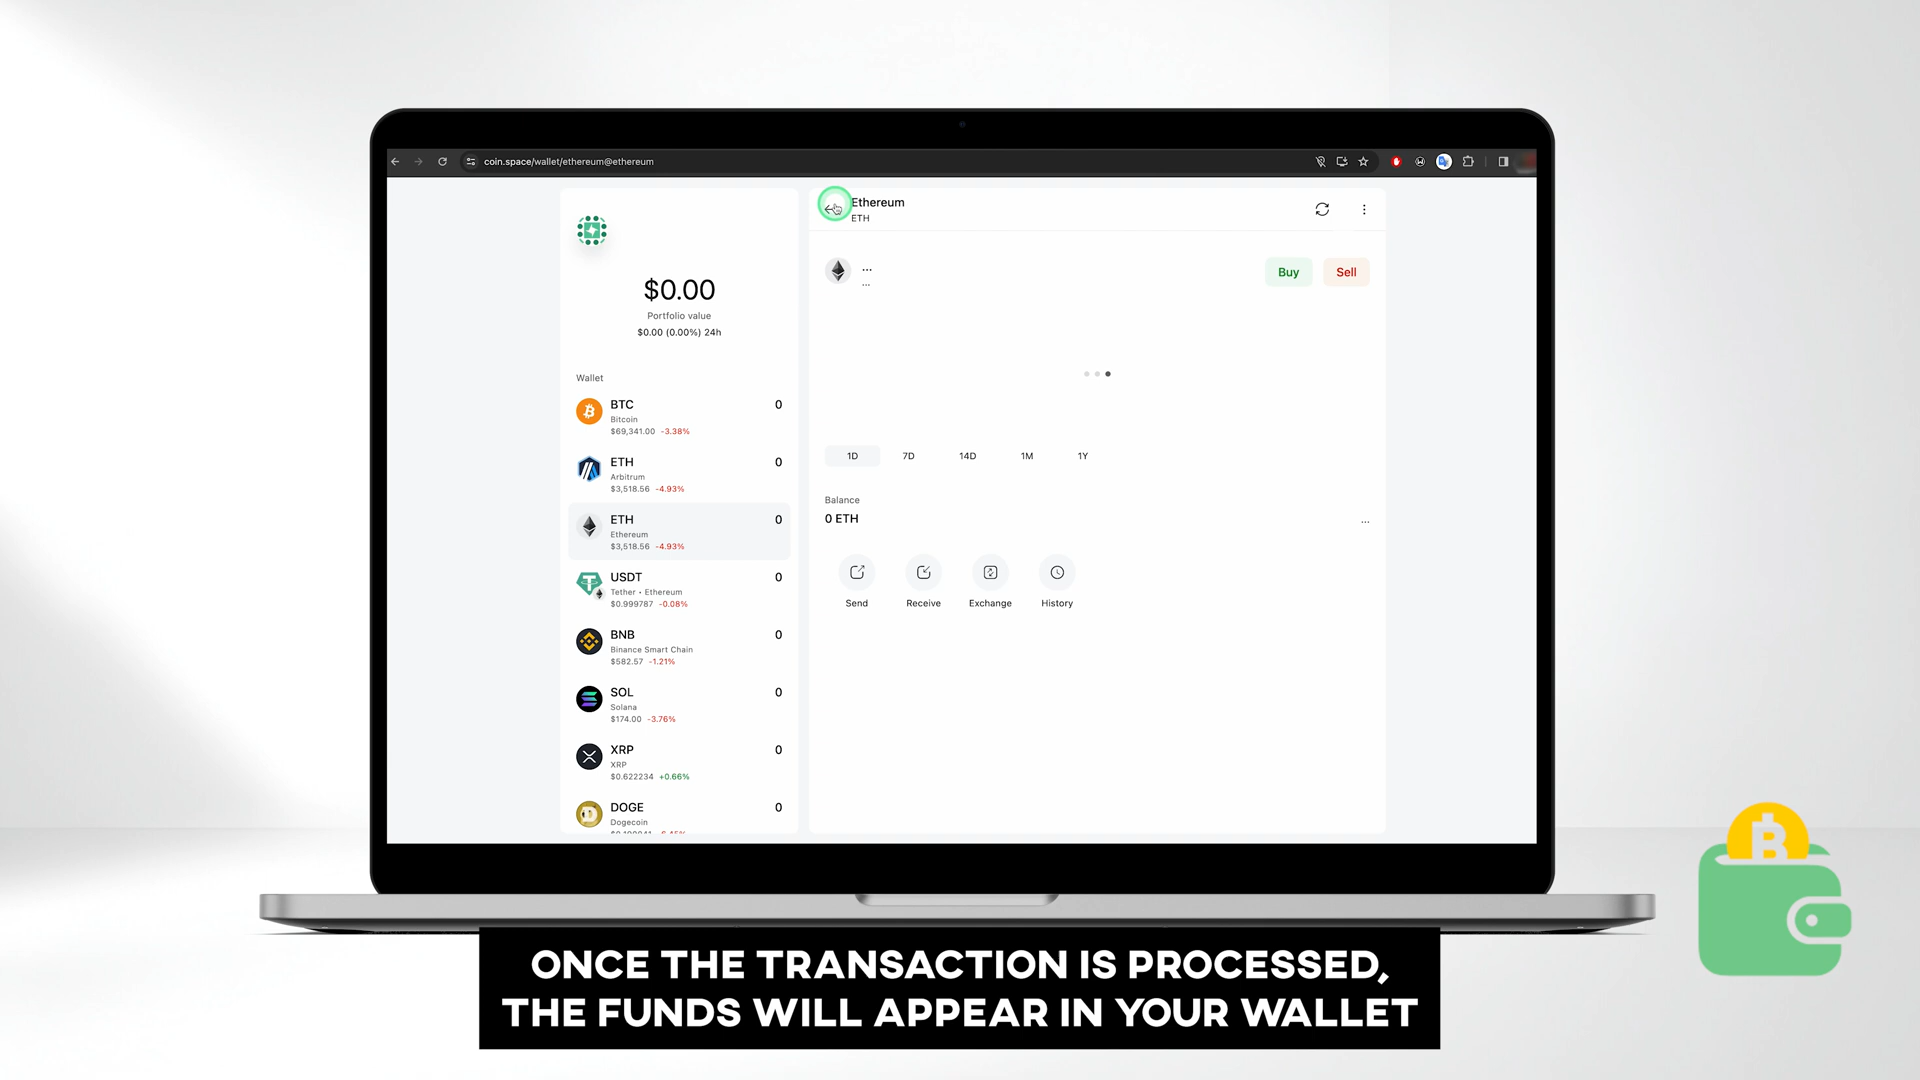 coin.space/wallet/ethereum@ethereum
Ethereum
ETH
...
...
Buy
Sell
$0.00
Portfolio value
$0.00 (0.00%) 24h
Wallet
BTC
0
Bitcoin
$69,341.00 -3.38%
ETH
0
Arbitrum
$3,518.56 -4.93%
ETH
0
Ethereum
$3,518.56 -4.93%
USDT
0
Tether • Ethereum
$0.999787 -0.08%
BNB
0
Binance Smart Chain
$582.57 -1.21%
SOL
0
Solana
$174.00 -3.76%
XRP
0
XRP
$0.622234 +0.66%
DOGE
0
Dogecoin
1D 7D 14D 1M 1Y
Balance
0 ETH
...
Send Receive Exchange History
ONCE THE TRANSACTION IS PROCESSED,
THE FUNDS WILL APPEAR IN YOUR WALLET